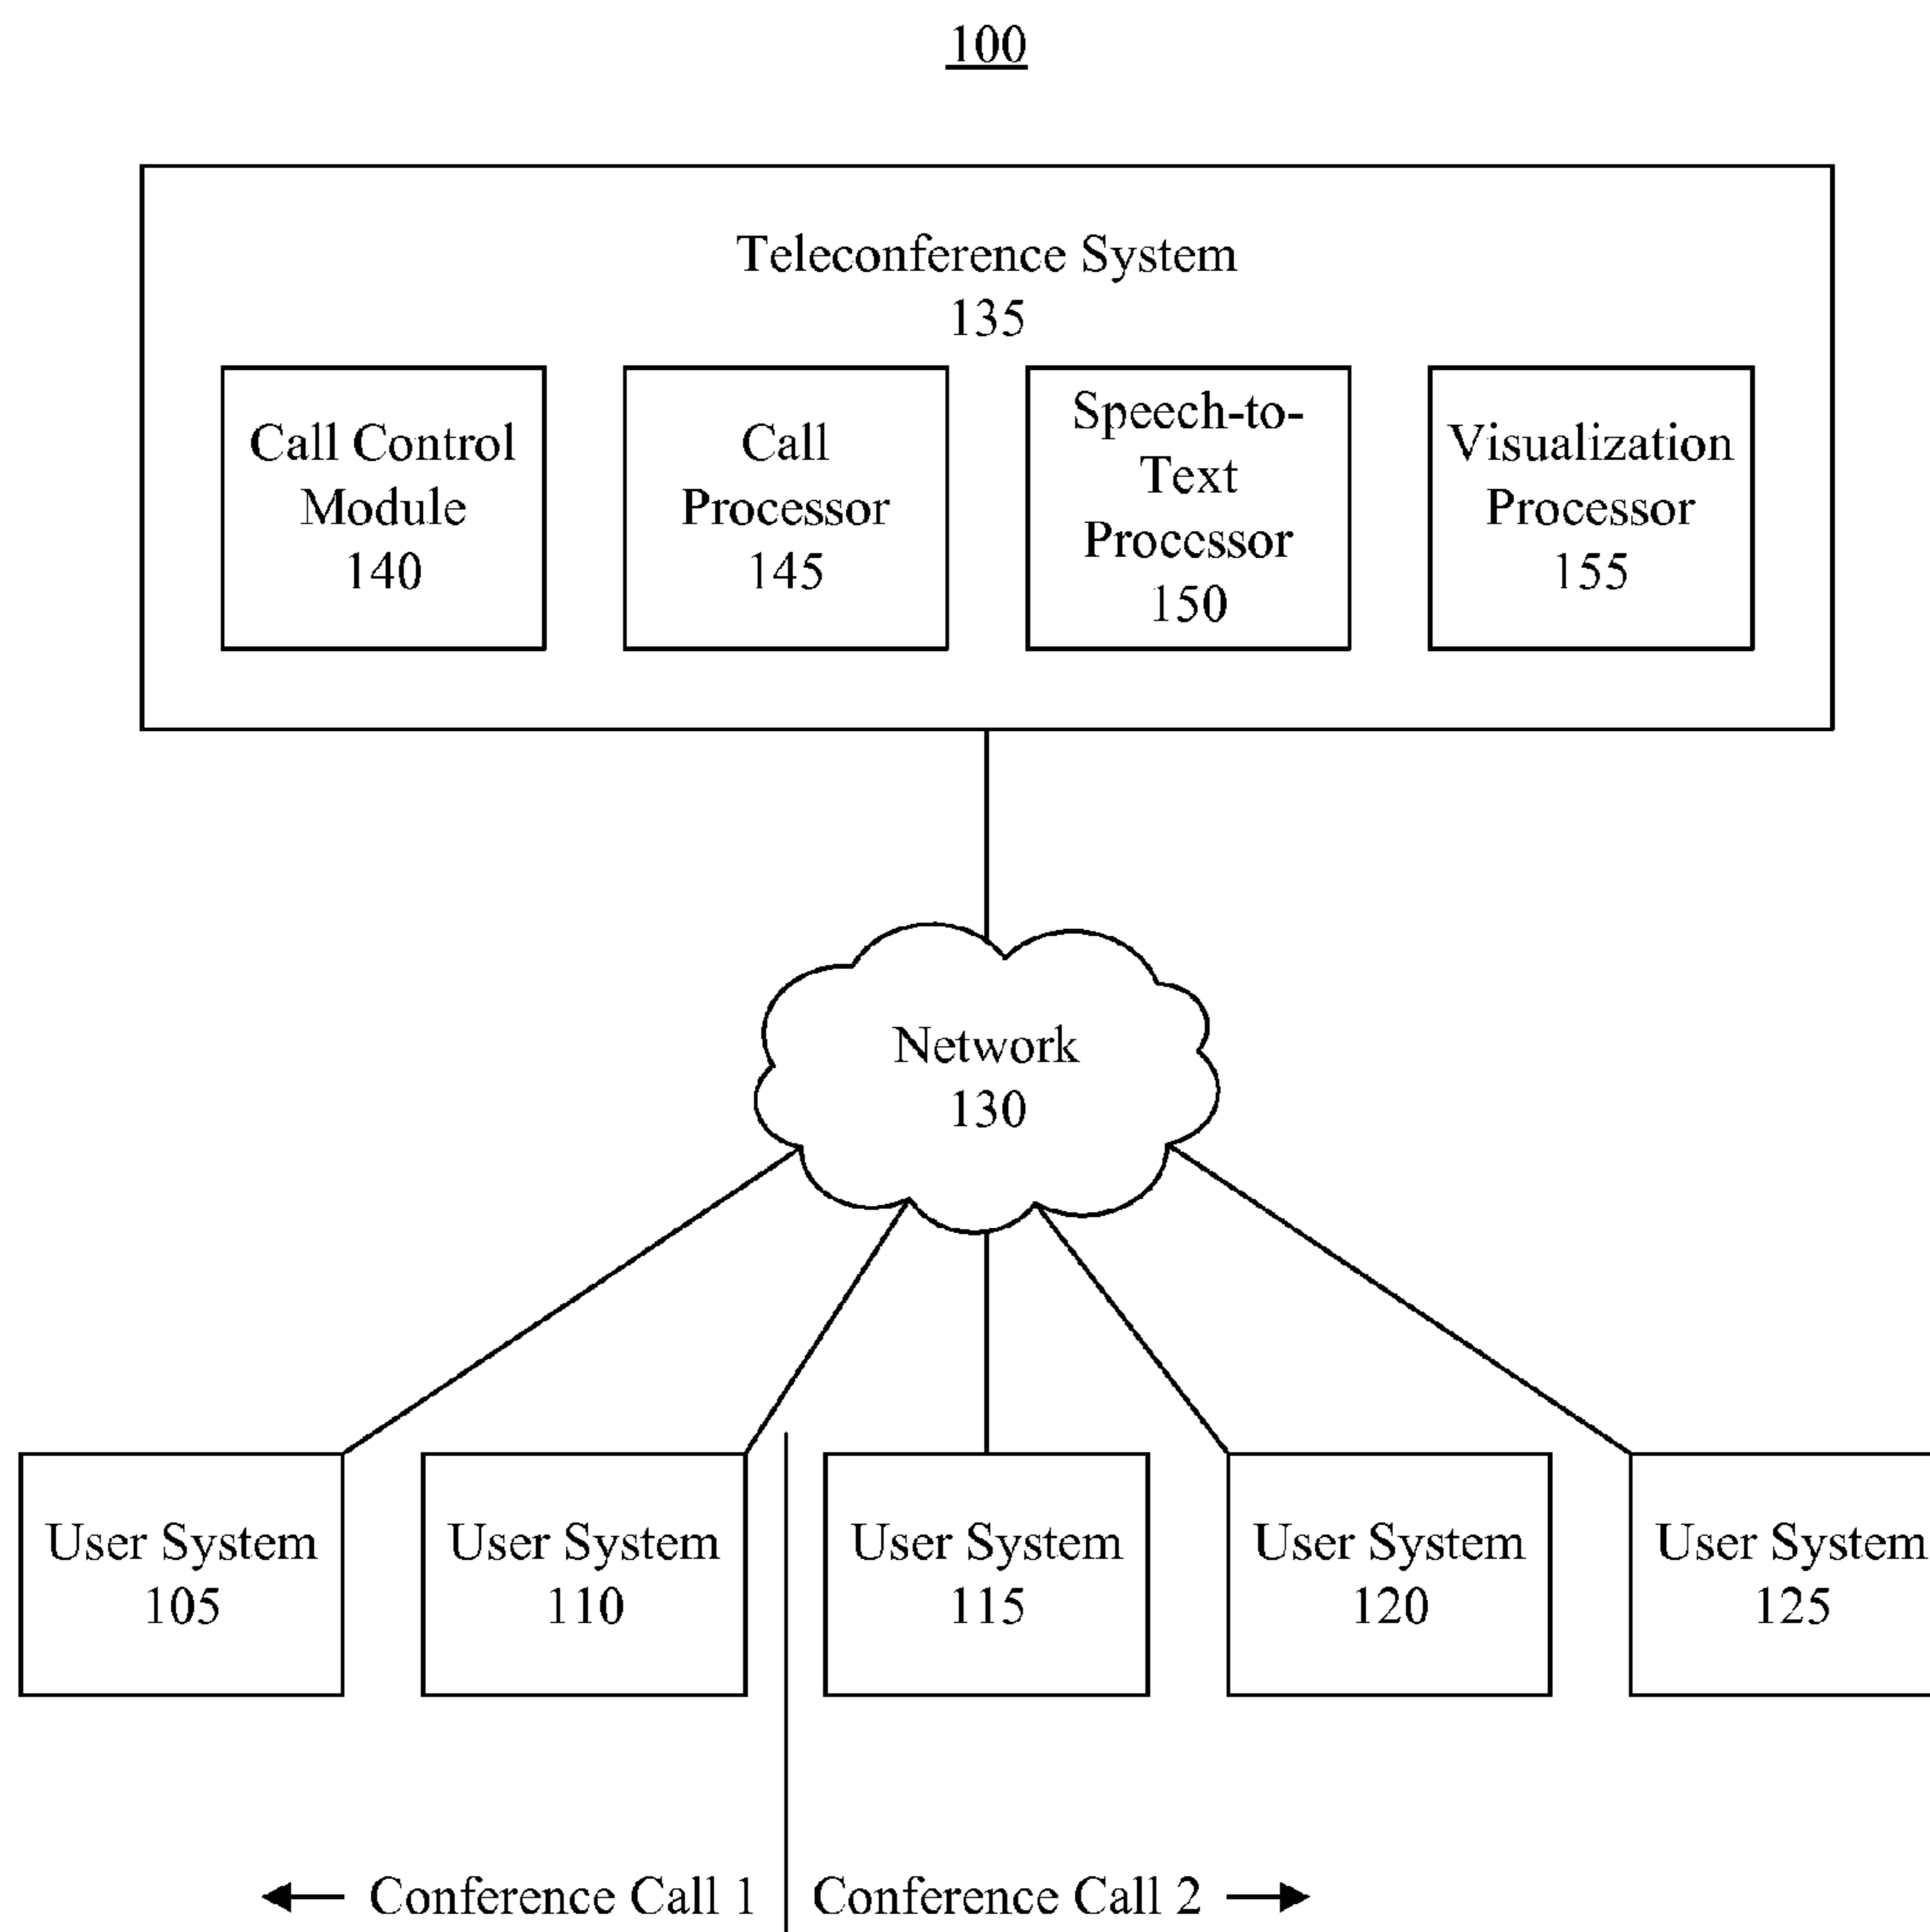 100
Teleconference System
135
Call Control
Module
140
Call
Processor
145
Speech-to-
Text
Processor
150
Visualization
Processor
155
Network
130
User System
105
User System
110
User System
115
User System
120
User System
125
Conference Call 1
Conference Call 2